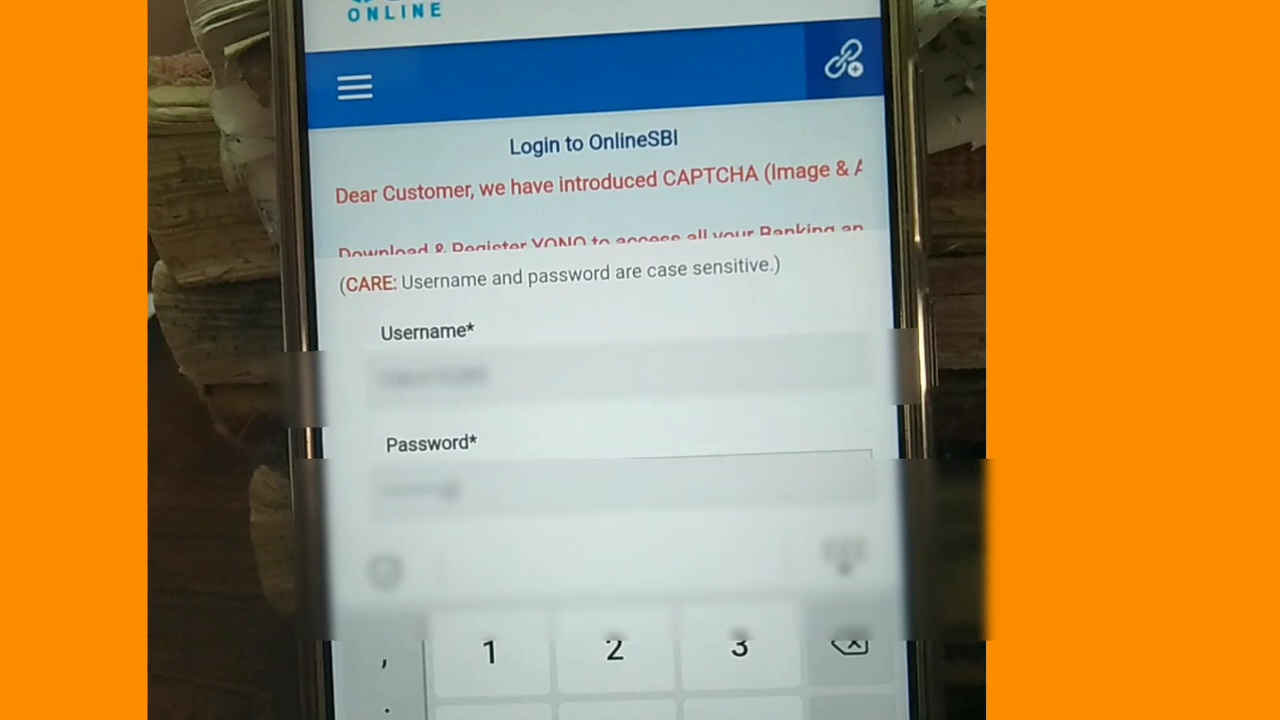 ONLINE
Login to OnlineSBI
Dear Customer, we have introduced CAPTCHA (Image &
Download & Register YONO to access all your Banking an
(CARE: Username and password are case sensitive.)
Username*
Password*
, 1 2 3
.